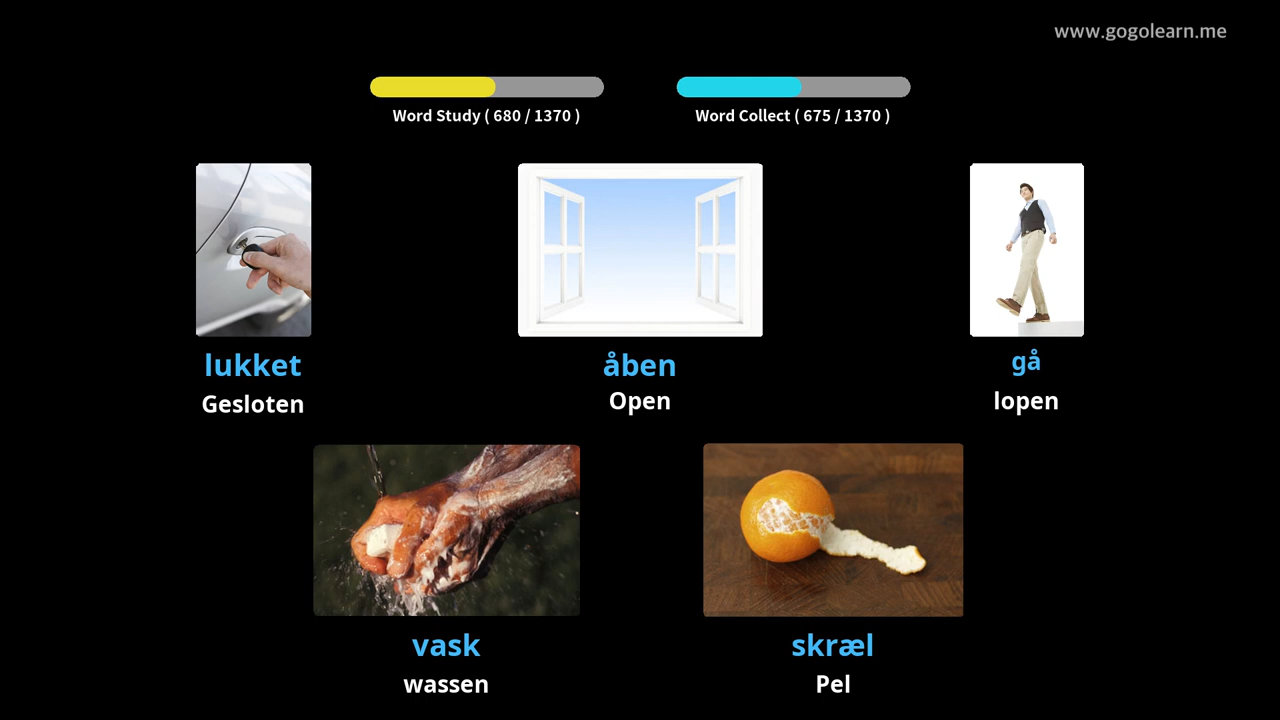 www.gogolearn.me
Word Study ( 680 / 1370 )
Word Collect ( 675 / 1370 )
lukket
Gesloten
åben
Open
gå
lopen
vask
wassen
skræl
Pel